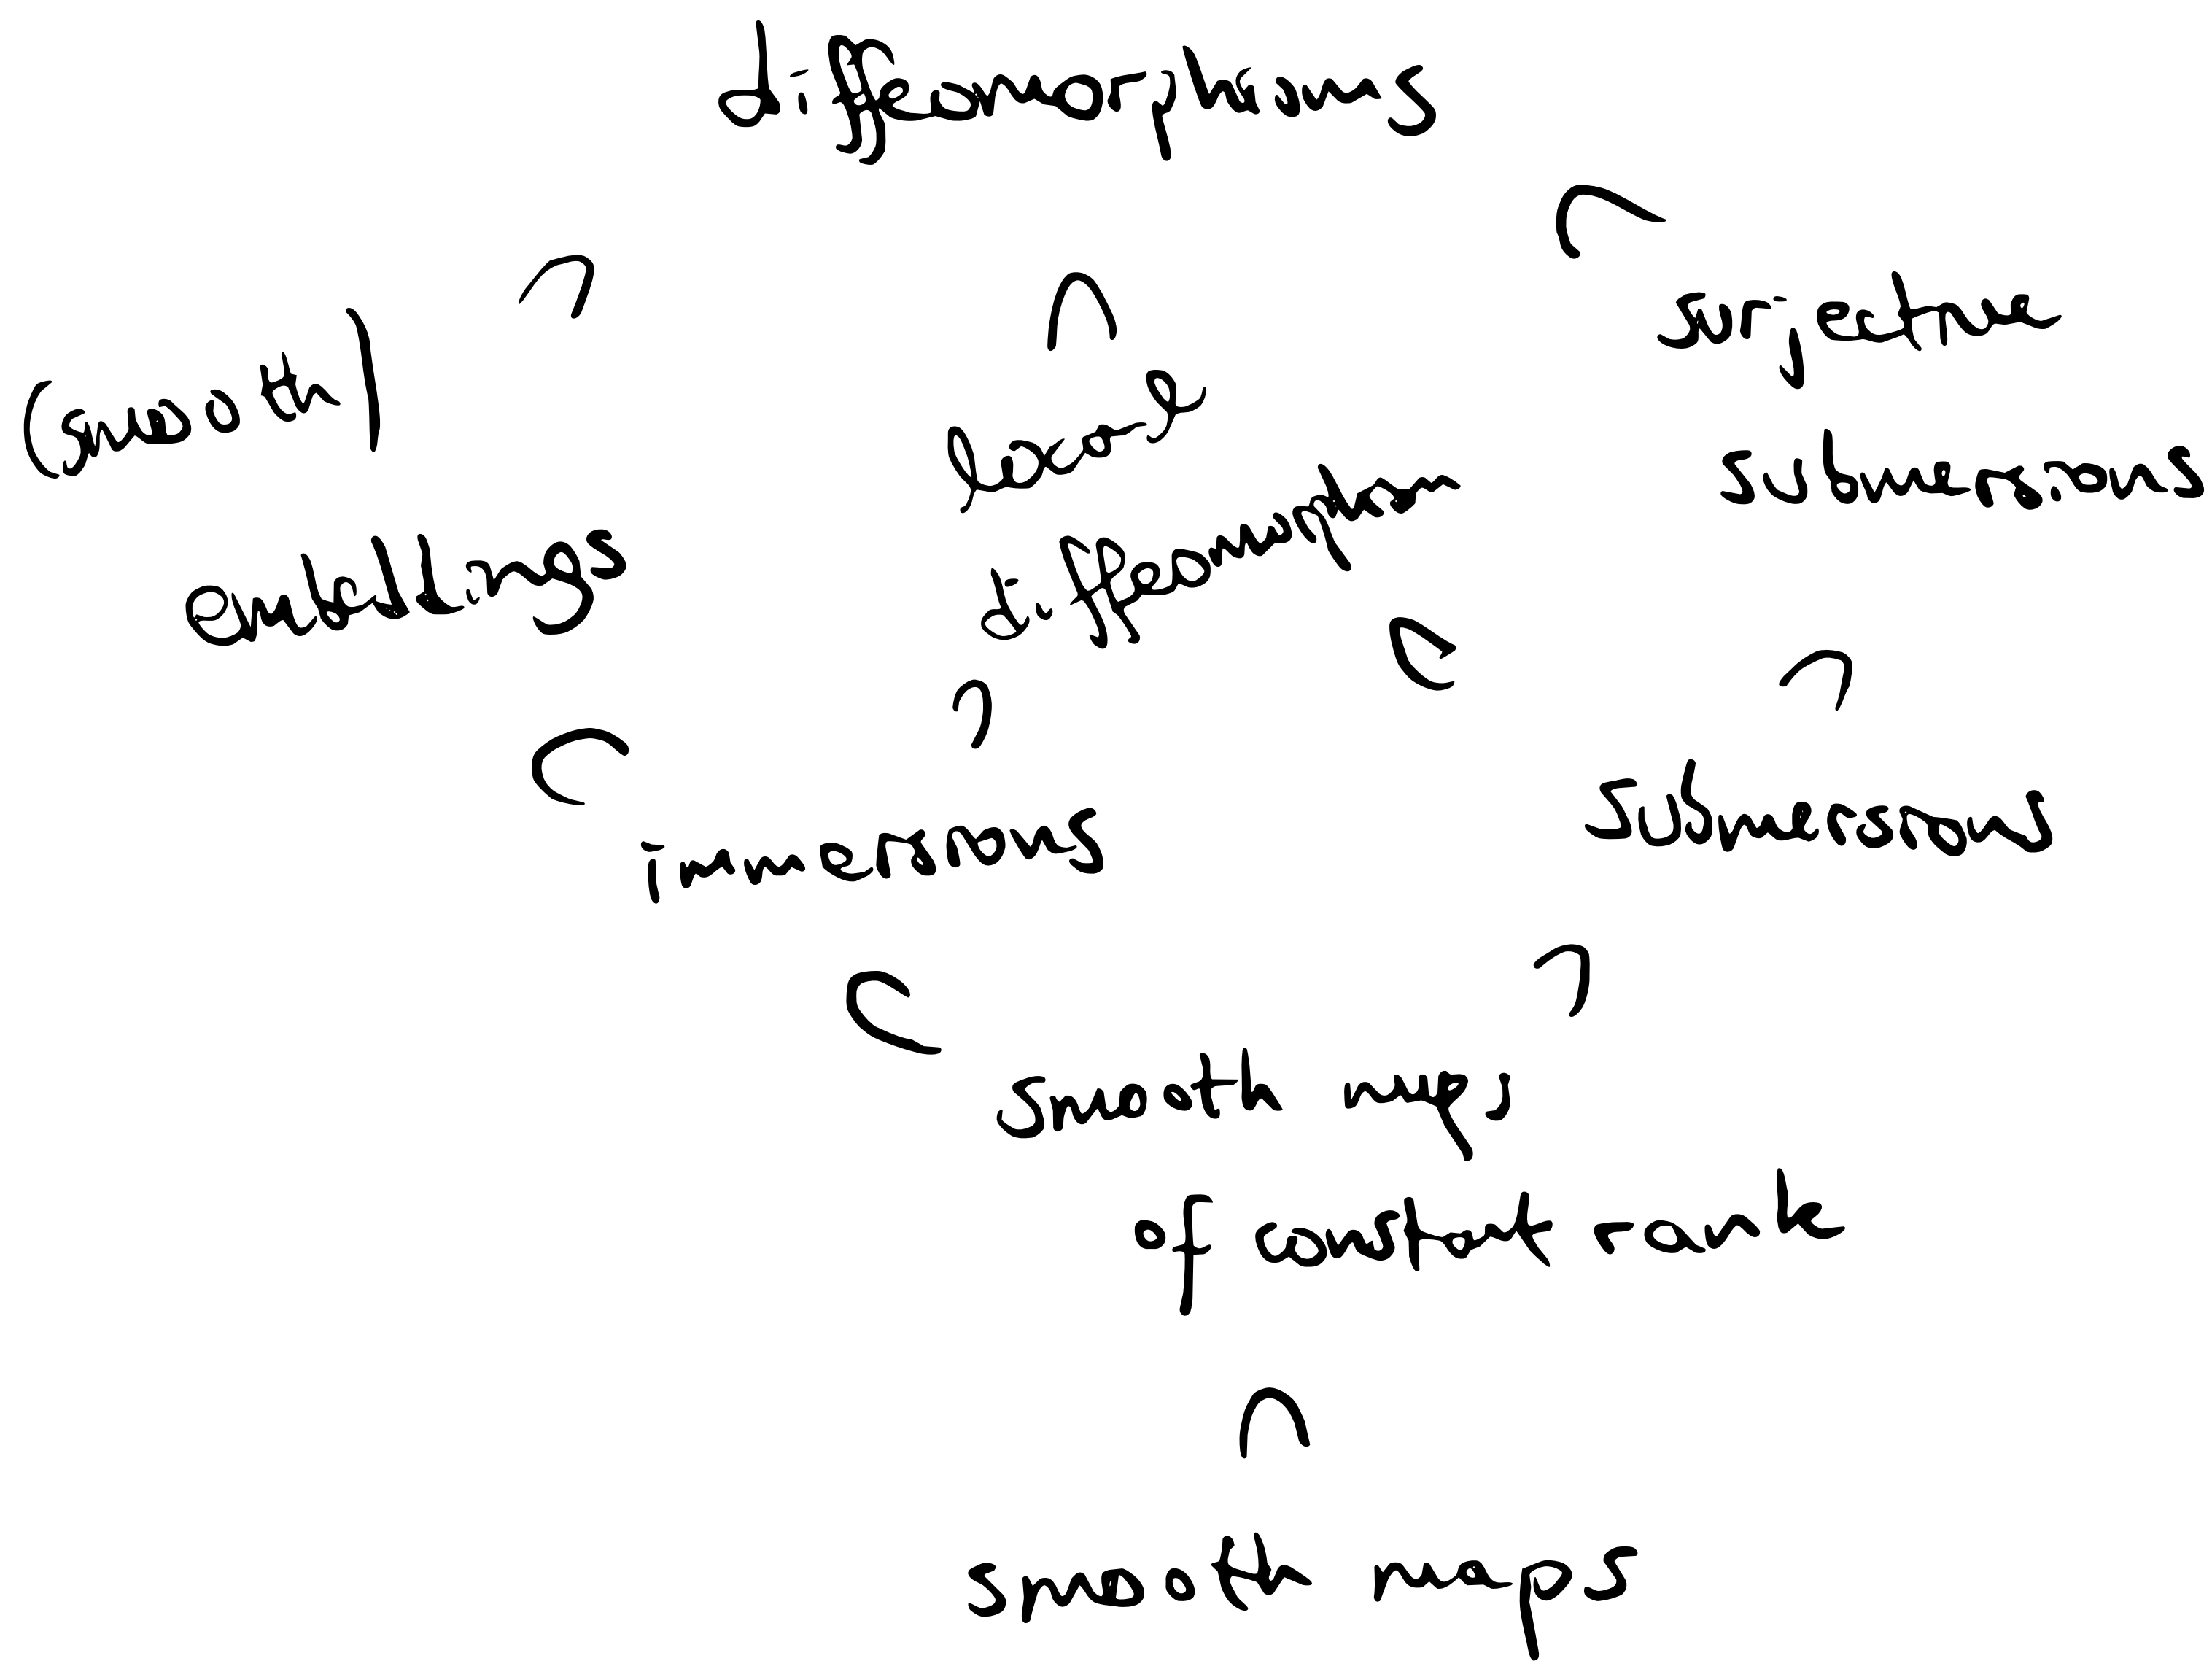 diffeomorphisms
surjective
submersions
(smooth)
embeddings
local
diffeomorphism
immersions
submersions
smooth maps
of constant rank
smooth maps